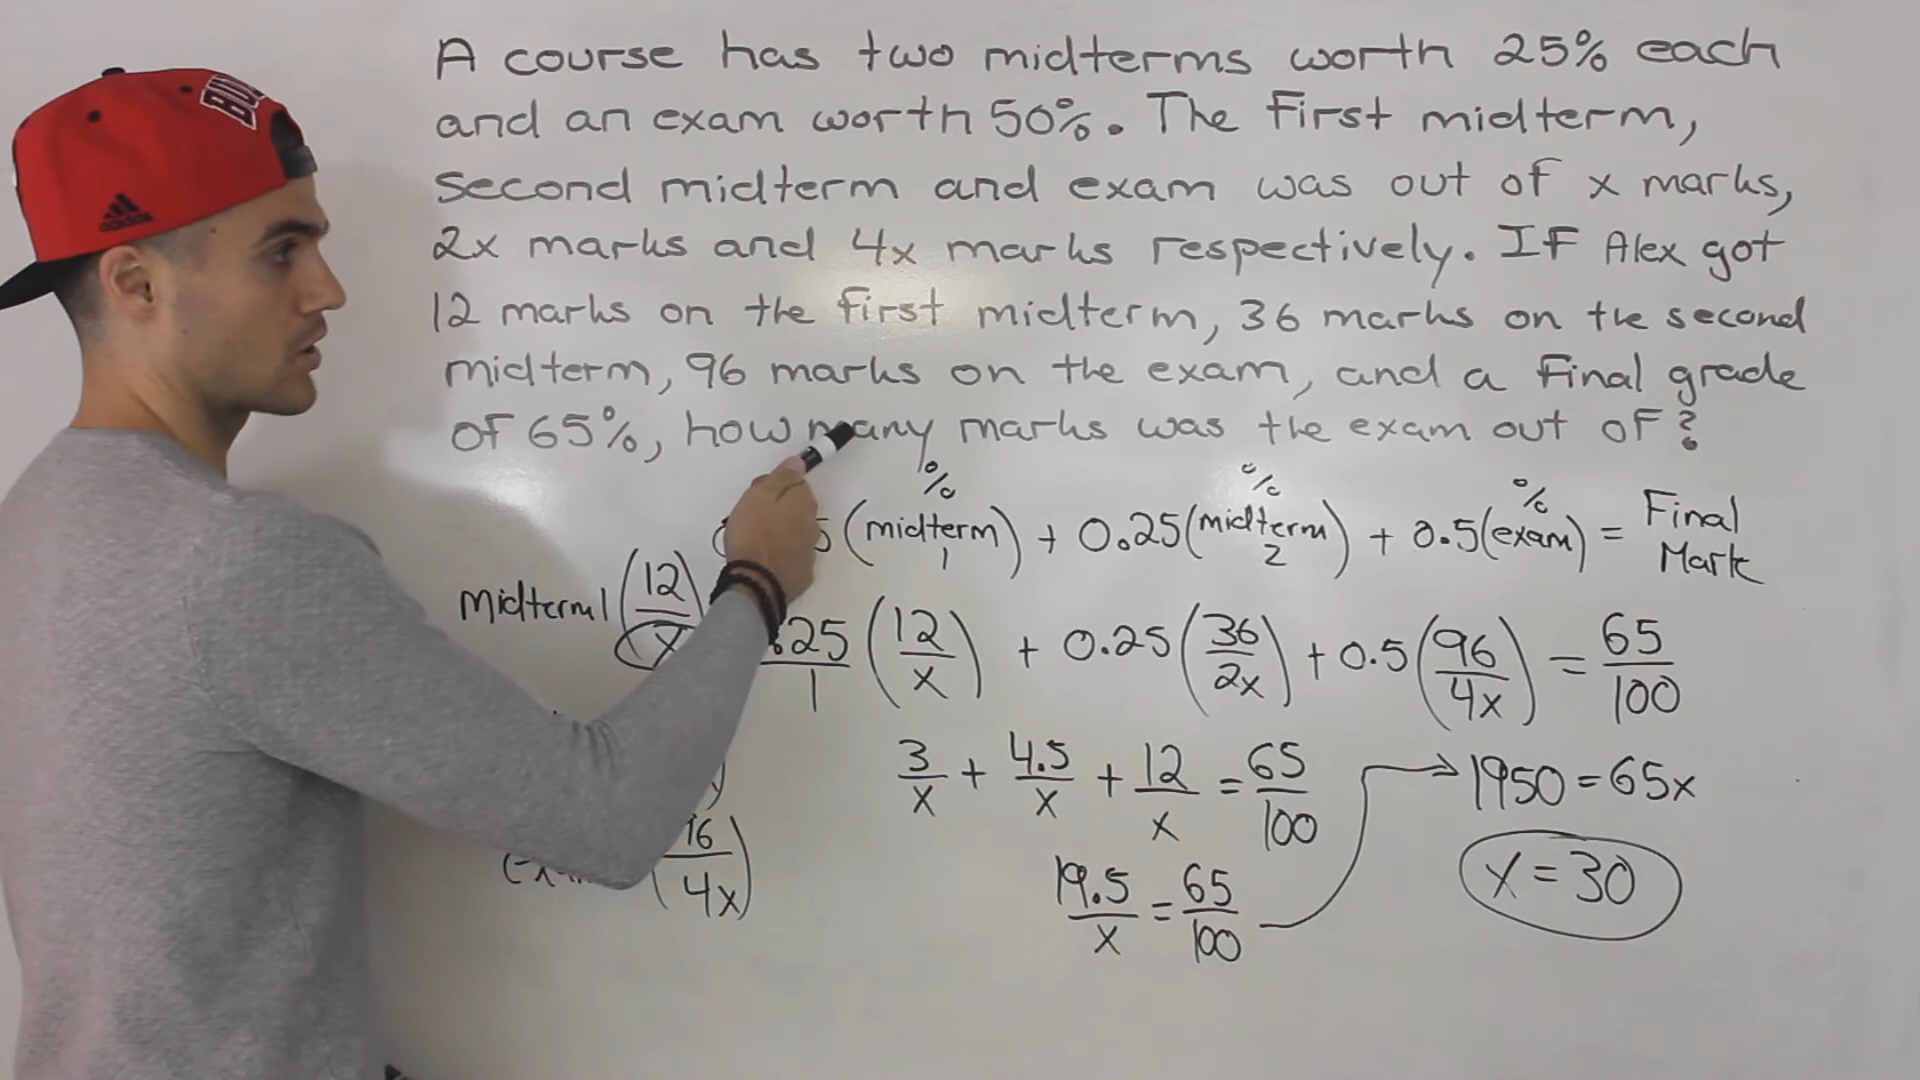 A course has two midterms worth 25% each
and an exam worth 50%. The first midterm,
second midterm and exam was out of x marks,
2x marks and 4x marks respectively. If Alex got
12 marks on the first midterm, 36 marks on the second
midterm, 96 marks on the exam, and a final grade
of 65%, how many marks was the exam out of?
% % %
5 (midterm 1) + 0.25 (midterm 2) + 0.5 (exam) = Final Mark
Midterm 1 (12/x
.25/1 (12/x) + 0.25 (36/2x) + 0.5 (96/4x) = 65/100
3/x + 4.5/x + 12/x = 65/100
1950 = 65x
4x)
19.5/x = 65/100
x = 30
adidas